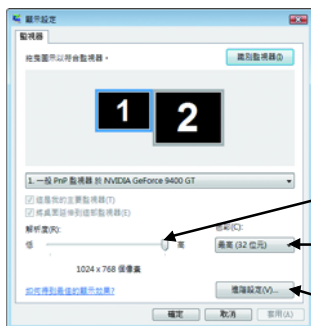 顯示設定
監視器
拖曳圖示以符合監視器。
識別監視器(I)
1
2
1. 一般 PnP 監視器 於 NVIDIA GeForce 9400 GT
這是我的主要監視器(T)
將桌面延伸到這部監視器(E)
解析度(R):
色彩(C):
低
高
最高 (32 位元)
1024 x 768 個像素
如何得到最佳的顯示效果?
進階設定(V)...
確定
取消
套用(A)